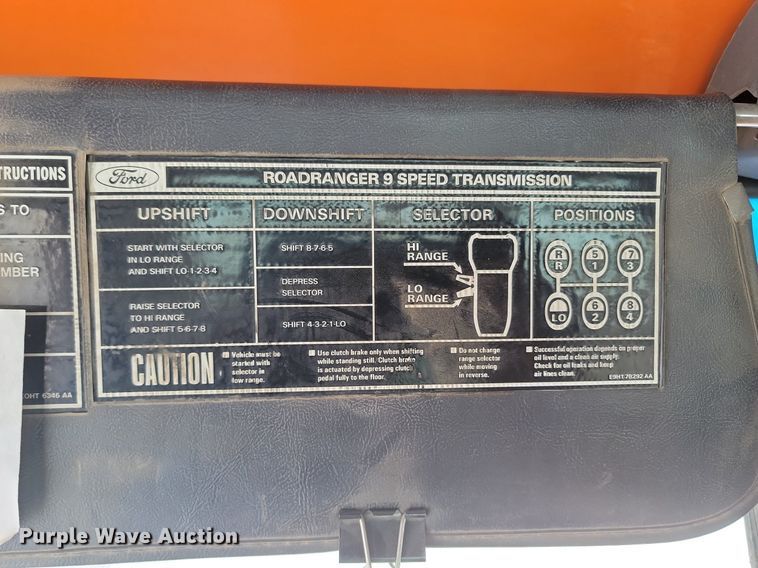 TRUCTIONS
S TO
ING
MBER
OHT 6346 AA
Ford
ROADRANGER 9 SPEED TRANSMISSION
UPSHIFT
DOWNSHIFT
SELECTOR
POSITIONS
START WITH SELECTOR
IN LO RANGE
AND SHIFT LO-1-2-3-4
RAISE SELECTOR
TO HI RANGE
AND SHIFT 5-6-7-8
SHIFT 8-7-6-5
DEPRESS
SELECTOR
SHIFT 4-3-2-1-LO
HI
RANGE
LO
RANGE
R 5 7
R 1 3
6 8
LO 2 4
CAUTION
Vehicle must be
started with
selector in
low range.
Use clutch brake only when shifting
while standing still. Clutch brake
is actuated by depressing clutch
pedal fully to the floor.
Do not change
range selector
while moving
in reverse.
Successful operation depends on proper
oil level and a clean air supply.
Check for oil leaks and keep
air lines clean.
E9HT-7B292 AA
Purple Wave Auction